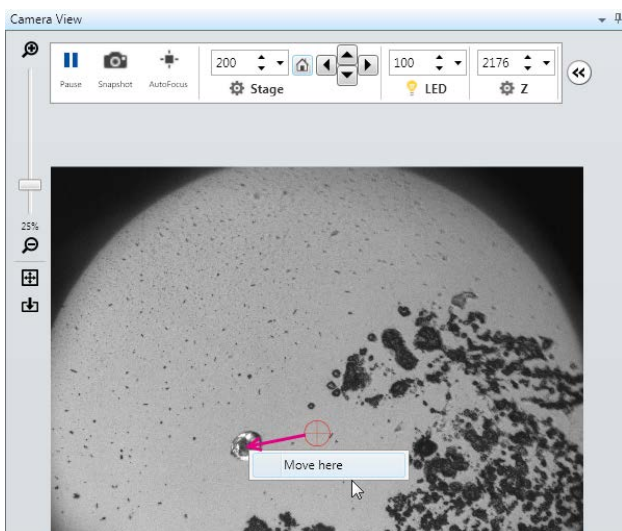 Camera View
200
100
2176
Pause
Snapshot
AutoFocus
Stage
LED
Z
25%
Move here